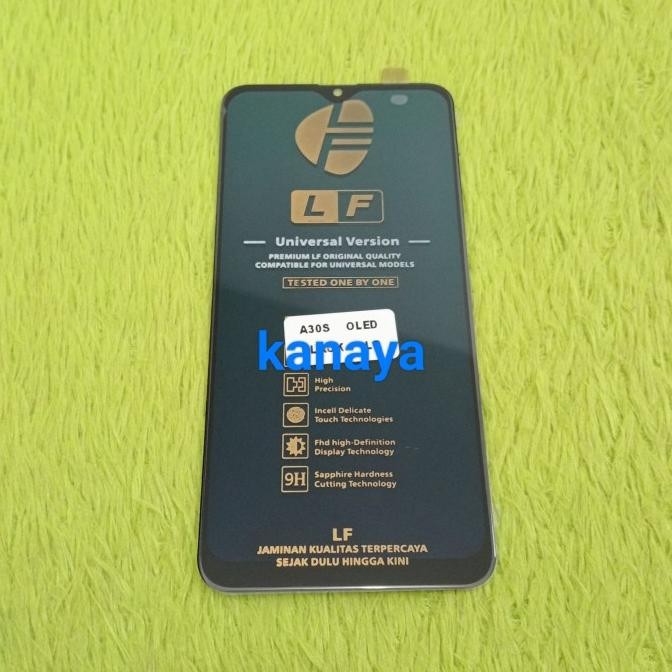 LF
L F
Universal Version
PREMIUM LF ORIGINAL QUALITY
COMPATIBLE FOR UNIVERSAL MODELS
TESTED ONE BY ONE
A30S OLED
kanaya
High
Precision
Incell Delicate
Touch Technologies
Fhd high-Definition
Display Technology
9H
Sapphire Hardness
Cutting Technology
LF
JAMINAN KUALITAS TERPERCAYA
SEJAK DULU HINGGA KINI